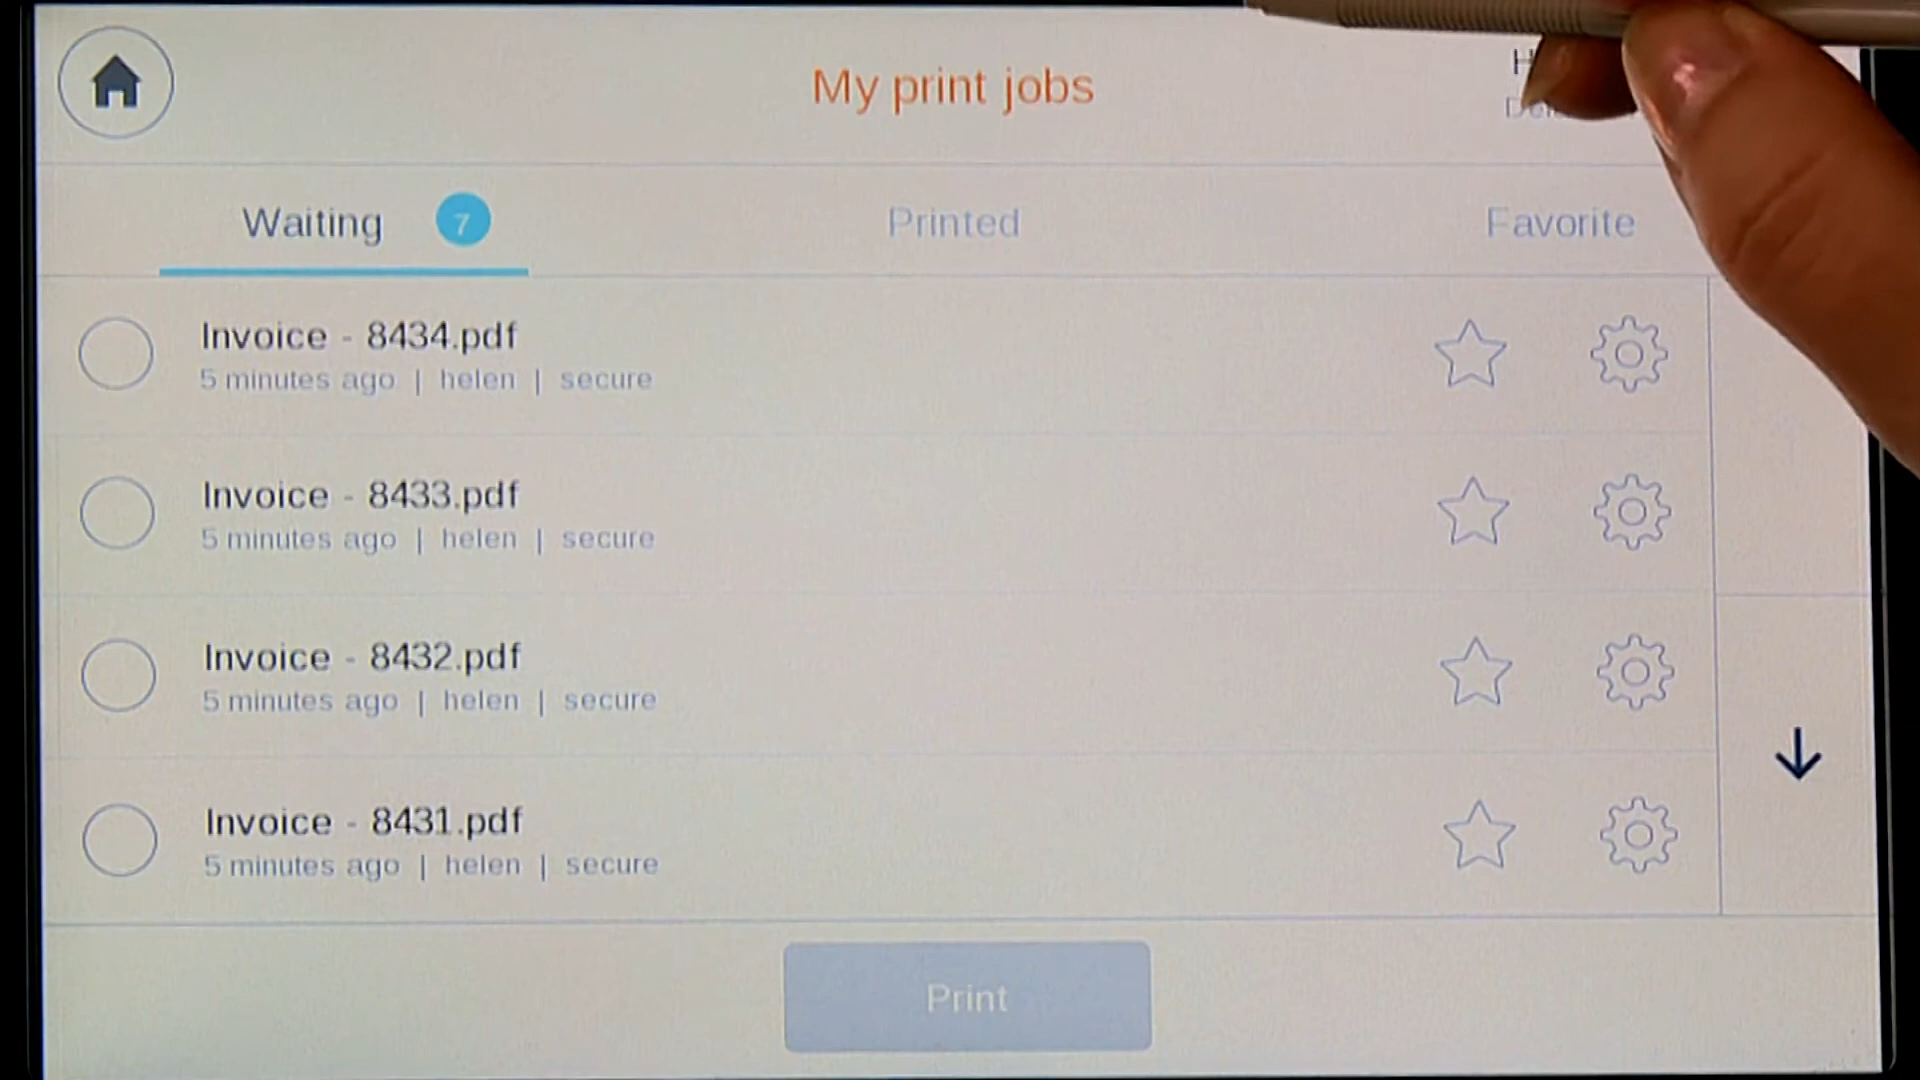 My print jobs
Waiting 7
Printed
Favorite
Invoice - 8434.pdf
5 minutes ago | helen | secure
Invoice - 8433.pdf
5 minutes ago | helen | secure
Invoice - 8432.pdf
5 minutes ago | helen | secure
Invoice - 8431.pdf
5 minutes ago | helen | secure
Print